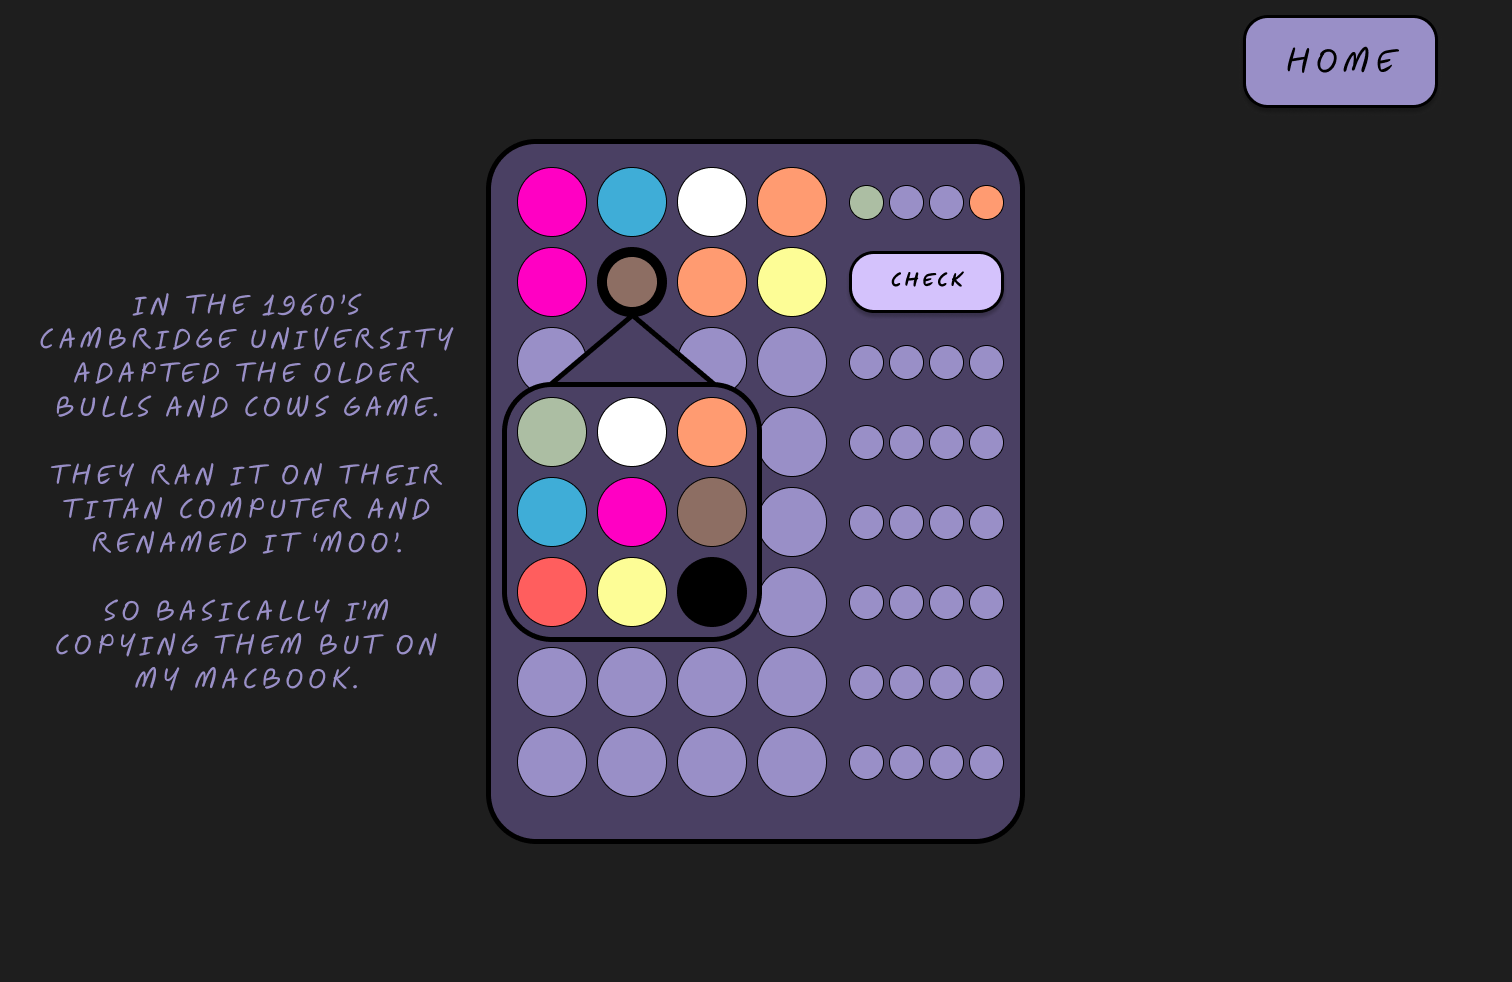 HOME
CHECK
IN THE 1960'S
CAMBRIDGE UNIVERSITY
ADAPTED THE OLDER
BULLS AND COWS GAME.
THEY RAN IT ON THEIR
TITAN COMPUTER AND
RENAMED IT 'MOO'.
SO BASICALLY I'M
COPYING THEM BUT ON
MY MACBOOK.